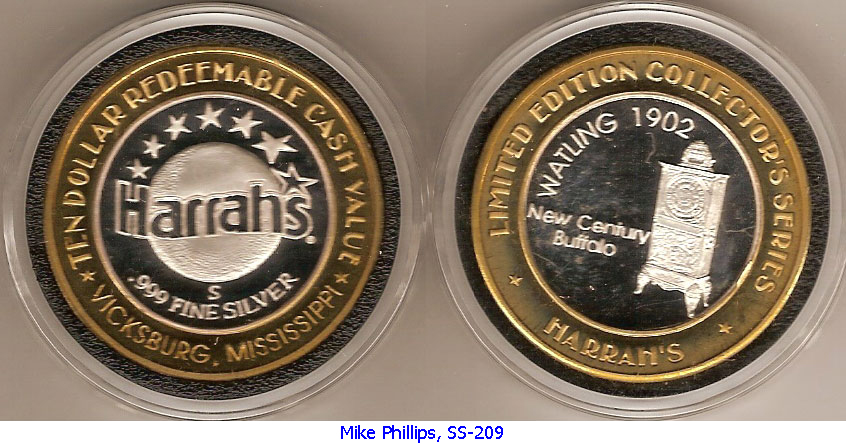 TEN DOLLAR REDEEMABLE CASH VALUE
Harrahs.
S
.999 FINE SILVER
★ VICKSBURG, MISSISSIPPI ★
LIMITED EDITION COLLECTOR'S SERIES
WATLING 1902
New Century
Buffalo
★ HARRAH'S ★
Mike Phillips, SS-209